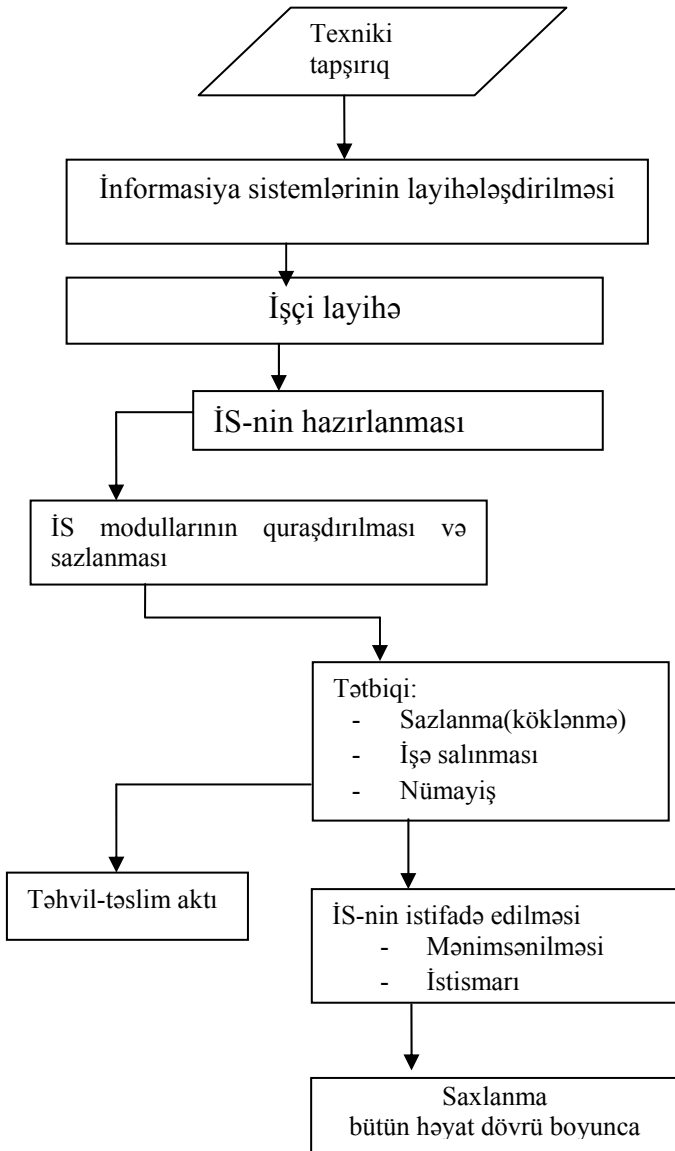 Texniki
tapşırıq
İnformasiya sistemlərinin layihələşdirilməsi
İşçi layihə
İS-nin hazırlanması
İS modullarının quraşdırılması və
sazlanması
Tətbiqi:
- Sazlanma(köklənmə)
- İşə salınması
- Nümayiş
Təhvil-təslim aktı
İS-nin istifadə edilməsi
- Mənimsənilməsi
- İstismarı
Saxlanma
bütün həyat dövrü boyunca